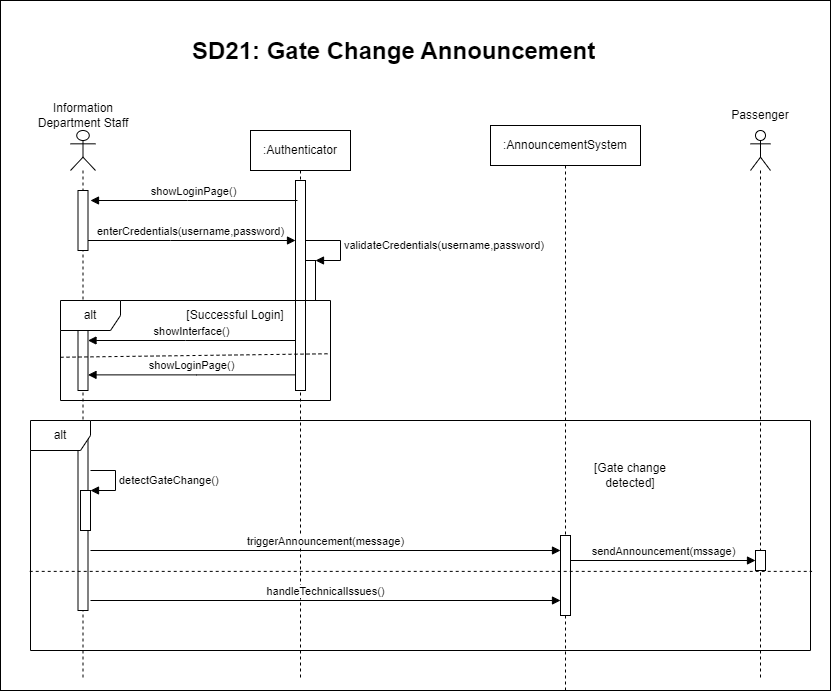 SD21: Gate Change Announcement
Information
Department Staff
:Authenticator
:AnnouncementSystem
Passenger
showLoginPage()
enterCredentials(username,password)
validateCredentials(username,password)
alt
[Successful Login]
showInterface()
showLoginPage()
alt
[Gate change
detected]
detectGateChange()
triggerAnnouncement(message)
sendAnnouncement(mssage)
handleTechnicalIssues()